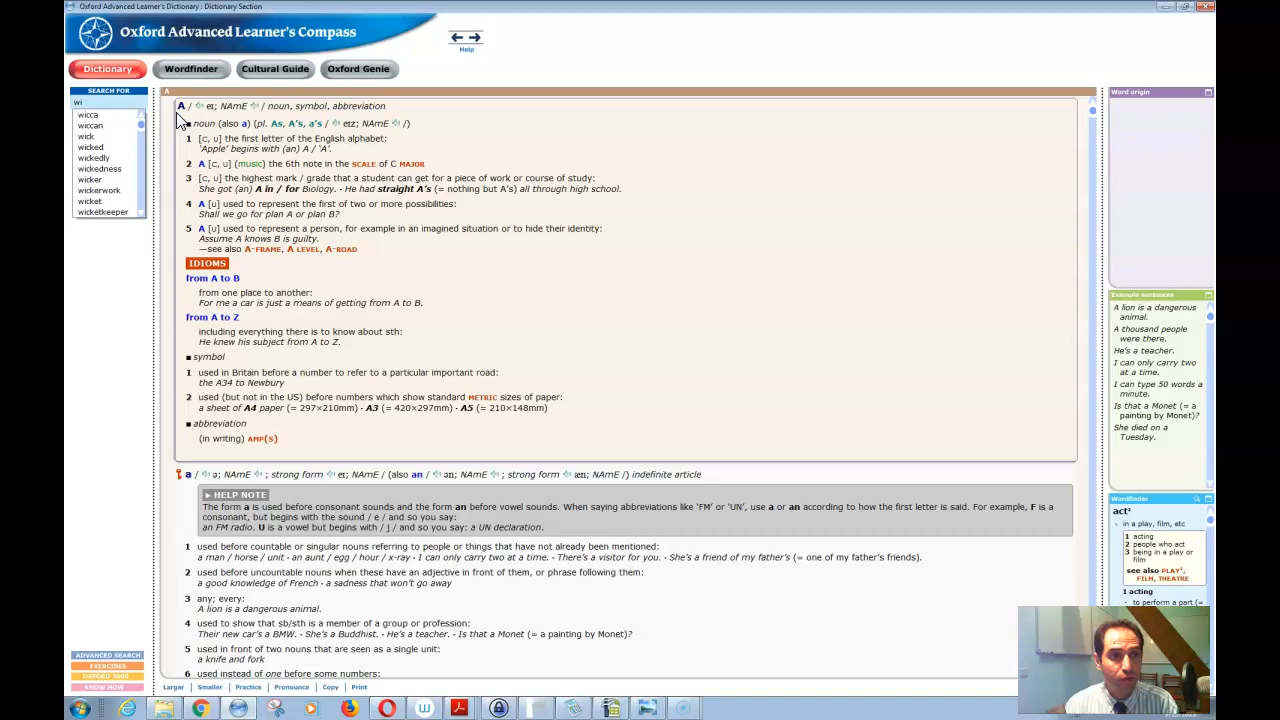 Oxford Advanced Learner's Dictionary : Dictionary Section
Oxford Advanced Learner's Compass
Help
Dictionary
Wordfinder
Cultural Guide
Oxford Genie
SEARCH FOR
wi
wicca
wiccan
wick
wicked
wickedly
wickedness
wicker
wickerwork
wicket
wicketkeeper
ADVANCED SEARCH
EXERCISES
OXFORD 3000
KNOW HOW
A
A / eɪ; NAmE / noun, symbol, abbreviation
■ noun (also a) (pl. As, A's, a's / eɪz; NAmE /)
1 [C, U] the first letter of the English alphabet:
'Apple' begins with (an) A / 'A'.
2 A [C, U] (music) the 6th note in the SCALE of C MAJOR
3 [C, U] the highest mark / grade that a student can get for a piece of work or course of study:
She got (an) A in / for Biology. · He had straight A's (= nothing but A's) all through high school.
4 A [U] used to represent the first of two or more possibilities:
Shall we go for plan A or plan B?
5 A [U] used to represent a person, for example in an imagined situation or to hide their identity:
Assume A knows B is guilty.
—see also A-FRAME, A LEVEL, A-ROAD
IDIOMS
from A to B
from one place to another:
For me a car is just a means of getting from A to B.
from A to Z
including everything there is to know about sth:
He knew his subject from A to Z.
■ symbol
1 used in Britain before a number to refer to a particular important road:
the A34 to Newbury
2 used (but not in the US) before numbers which show standard METRIC sizes of paper:
a sheet of A4 paper (= 297×210mm) · A3 (= 420×297mm) · A5 (= 210×148mm)
■ abbreviation
(in writing) AMP(S)
a / ə; NAmE ; strong form eɪ; NAmE / (also an / ən; NAmE ; strong form æn; NAmE /) indefinite article
► HELP NOTE
The form a is used before consonant sounds and the form an before vowel sounds. When saying abbreviations like 'FM' or 'UN', use a or an according to how the first letter is said. For example, F is a
consonant, but begins with the sound / e / and so you say:
an FM radio. U is a vowel but begins with / j / and so you say: a UN declaration.
1 used before countable or singular nouns referring to people or things that have not already been mentioned:
a man / horse / unit · an aunt / egg / hour / x-ray · I can only carry two at a time. · There's a visitor for you. · She's a friend of my father's (= one of my father's friends).
2 used before uncountable nouns when these have an adjective in front of them, or phrase following them:
a good knowledge of French · a sadness that won't go away
3 any; every:
A lion is a dangerous animal.
4 used to show that sb/sth is a member of a group or profession:
Their new car's a BMW. · She's a Buddhist. · He's a teacher. · Is that a Monet (= a painting by Monet)?
5 used in front of two nouns that are seen as a single unit:
a knife and fork
6 used instead of one before some numbers:
Larger
Smaller
Practice
Pronounce
Copy
Print
Word origin
Example sentences
A lion is a dangerous
animal.
A thousand people
were there.
He's a teacher.
I can only carry two
at a time.
I can type 50 words a
minute.
Is that a Monet (= a
painting by Monet)?
She died on a
Tuesday.
Wordfinder
act¹
- in a play, film, etc
1 acting
2 people who act
3 being in a play or
film
see also PLAY¹,
FILM, THEATRE
1 acting
- to perform a part (=